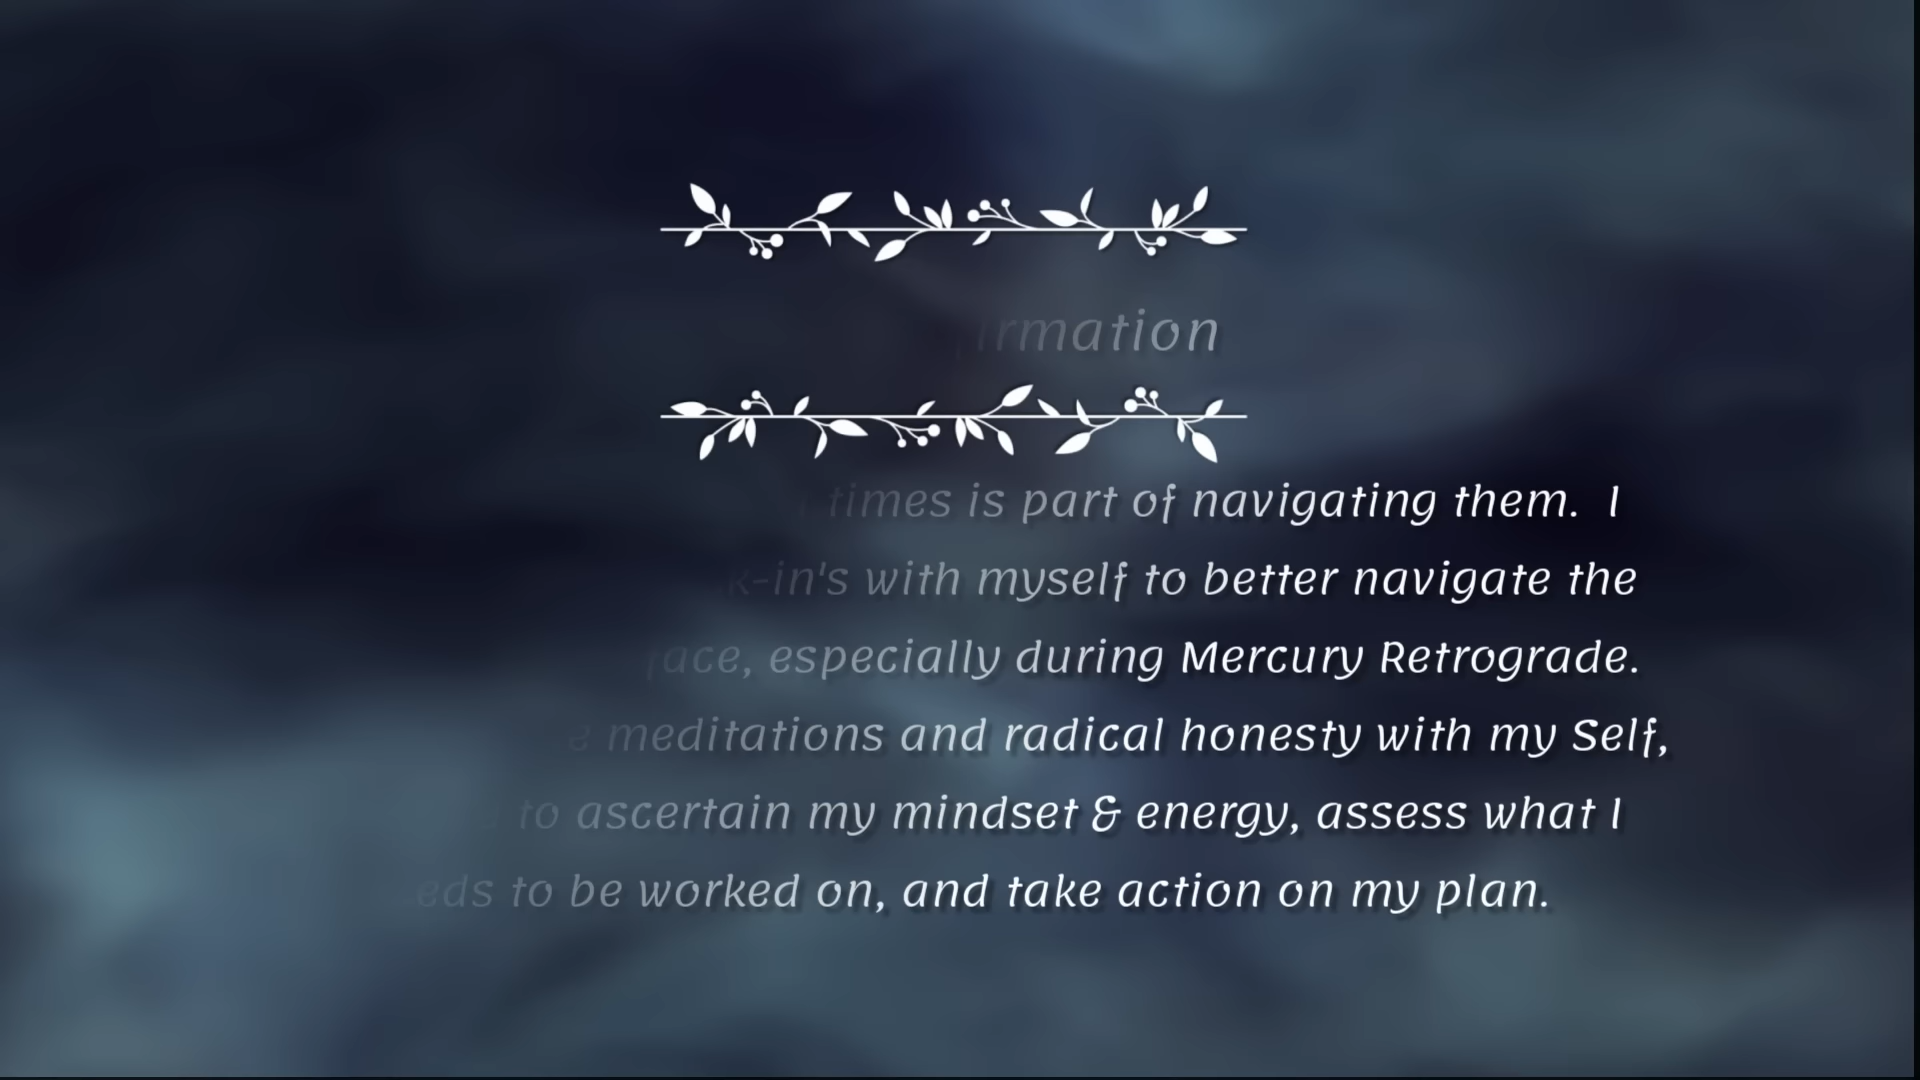 rmation
times is part of navigating them. I
k-in's with myself to better navigate the
face, especially during Mercury Retrograde.
meditations and radical honesty with my Self,
to ascertain my mindset & energy, assess what I
eds to be worked on, and take action on my plan.